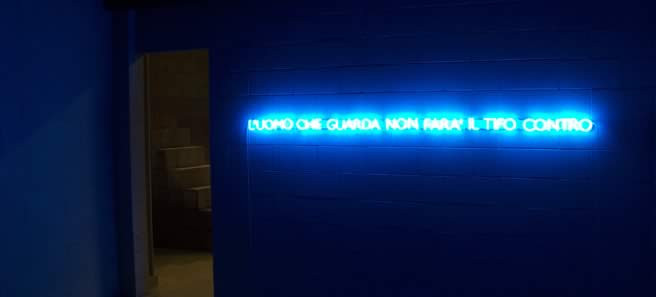 L'UOMO CHE GUARDA NON FARA' IL TIFO CONTRO